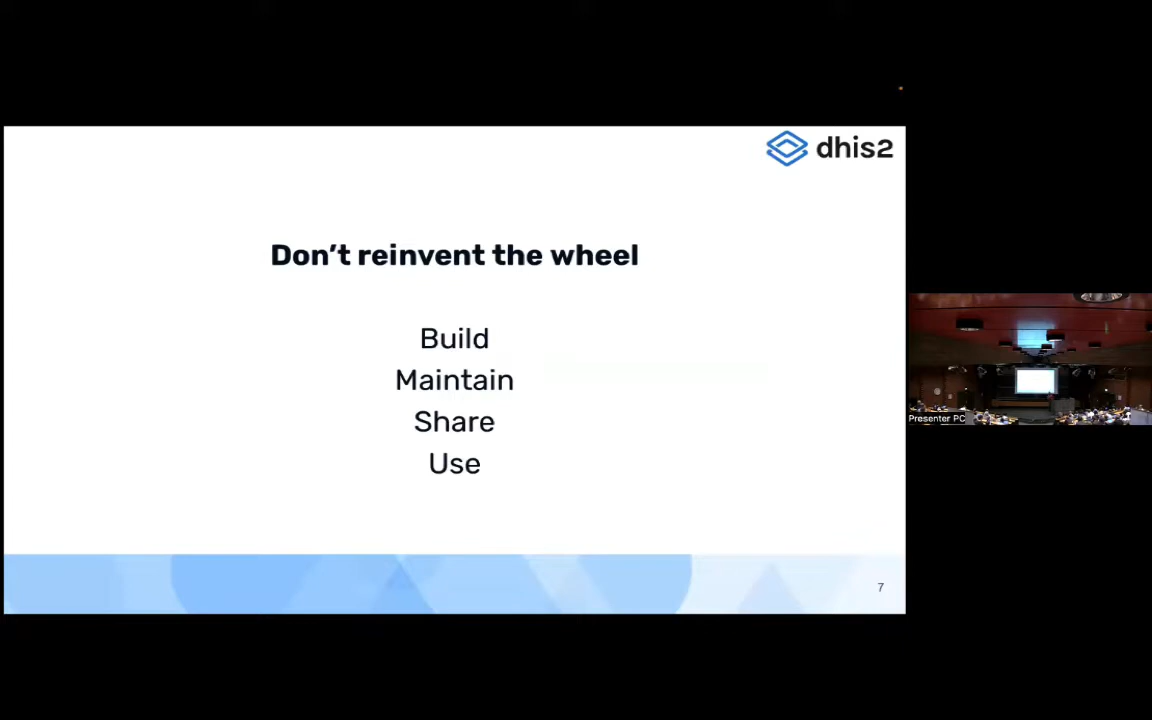 dhis2
Don't reinvent the wheel
Build
Maintain
Share
Use
7
Presenter PC